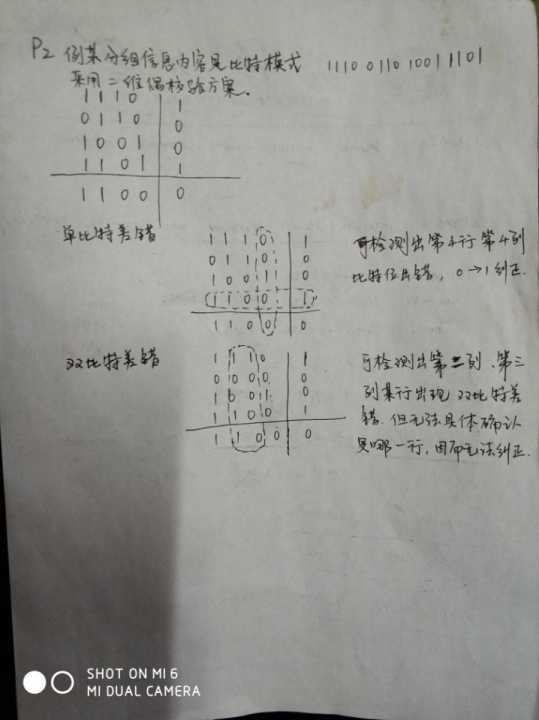 P2 例某分组信息内容是比特模式 1110 0110 1001 1101
采用二维偶校验方案。
1 1 1 0 | 1
0 1 1 0 | 0
1 0 0 1 | 0
1 1 0 1 | 1
1 1 0 0 | 0
单比特差错
1 1 1 0 | 1
0 1 1 0 | 0
1 0 0 1 | 0
1 1 0 0 | 1
1 1 0 0 | 0
可检测出第4行第4列
比特位出错，0→1纠正.
双比特差错
1 1 1 0 | 1
0 0 0 0 | 0
1 0 0 1 | 0
1 1 0 0 | 1
1 1 0 0 | 0
可检测出第二列、第三
列某行出现双比特差
错.但无法具体确认
是哪一行，因而无法纠正.
SHOT ON MI 6
MI DUAL CAMERA